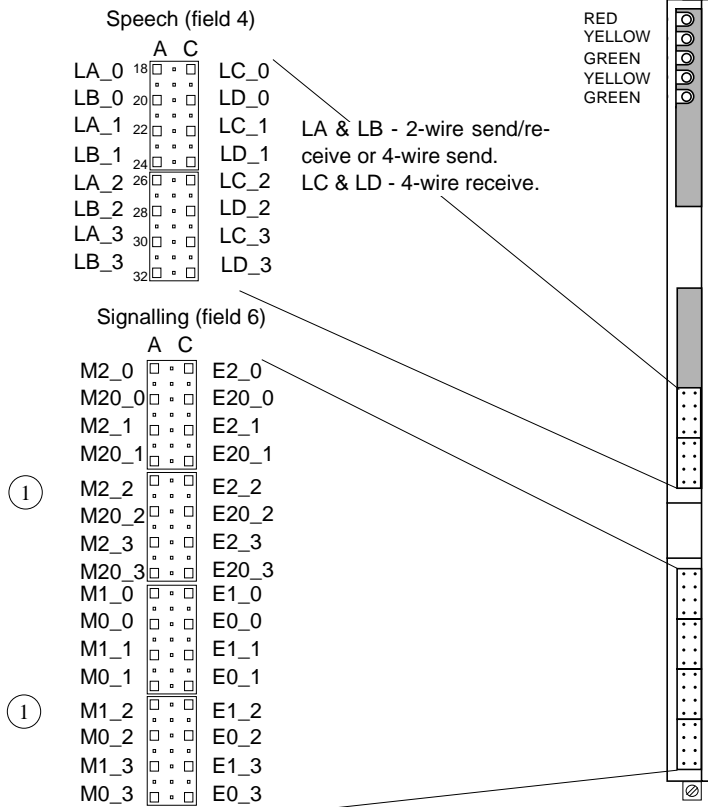 Speech (field 4)
A C
LA_0 18 LC_0
LB_0 20 LD_0
LA_1 22 LC_1
LB_1 24 LD_1
LA_2 26 LC_2
LB_2 28 LD_2
LA_3 30 LC_3
LB_3 32 LD_3
LA & LB - 2-wire send/re-
ceive or 4-wire send.
LC & LD - 4-wire receive.
RED
YELLOW
GREEN
YELLOW
GREEN
Signalling (field 6)
A C
M2_0 E2_0
M20_0 E20_0
M2_1 E2_1
M20_1 E20_1
1
M2_2 E2_2
M20_2 E20_2
M2_3 E2_3
M20_3 E20_3
M1_0 E1_0
M0_0 E0_0
M1_1 E1_1
M0_1 E0_1
1
M1_2 E1_2
M0_2 E0_2
M1_3 E1_3
M0_3 E0_3